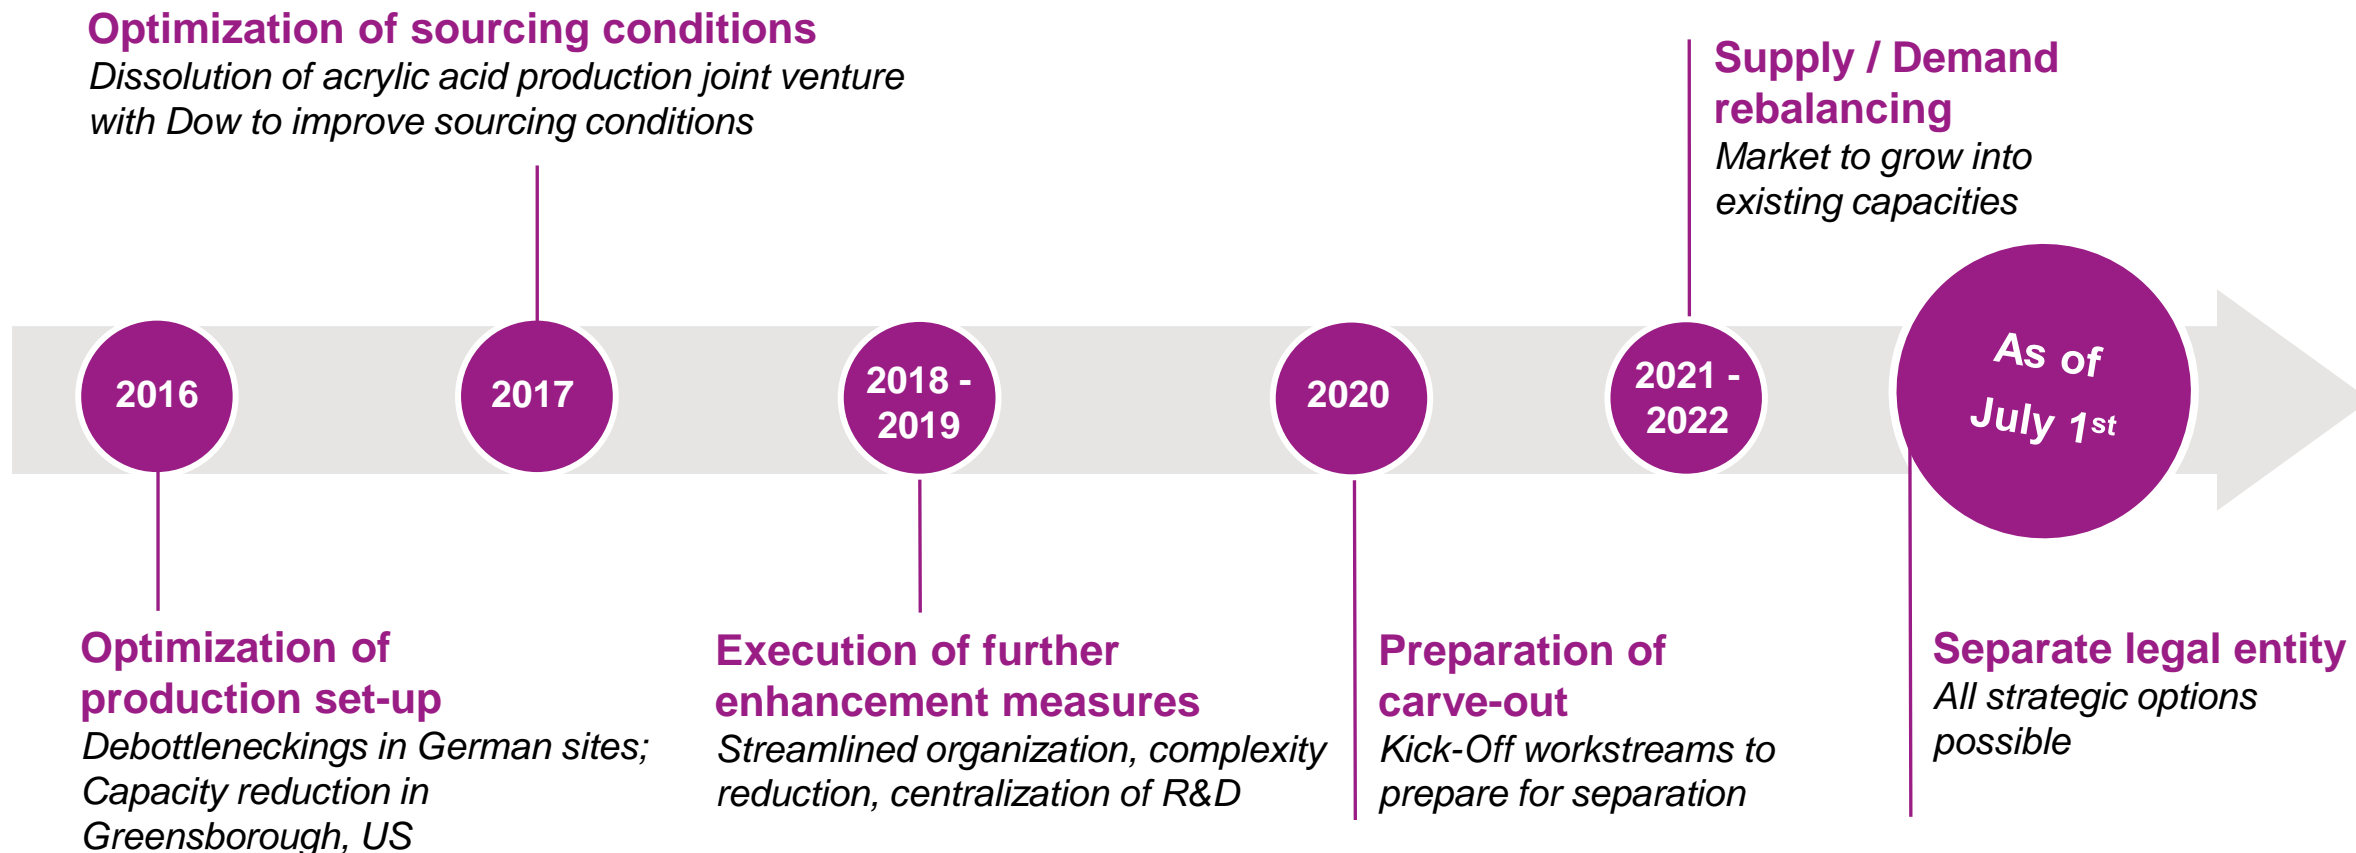 Optimization of sourcing conditions
Dissolution of acrylic acid production joint venture
with Dow to improve sourcing conditions
Supply / Demand
rebalancing
Market to grow into
existing capacities
2016
2017
2018 -
2019
2020
2021 -
2022
As of
July 1st
Optimization of
production set-up
Debottleneckings in German sites;
Capacity reduction in
Greensborough, US
Execution of further
enhancement measures
Streamlined organization, complexity
reduction, centralization of R&D
Preparation of
carve-out
Kick-Off workstreams to
prepare for separation
Separate legal entity
All strategic options
possible